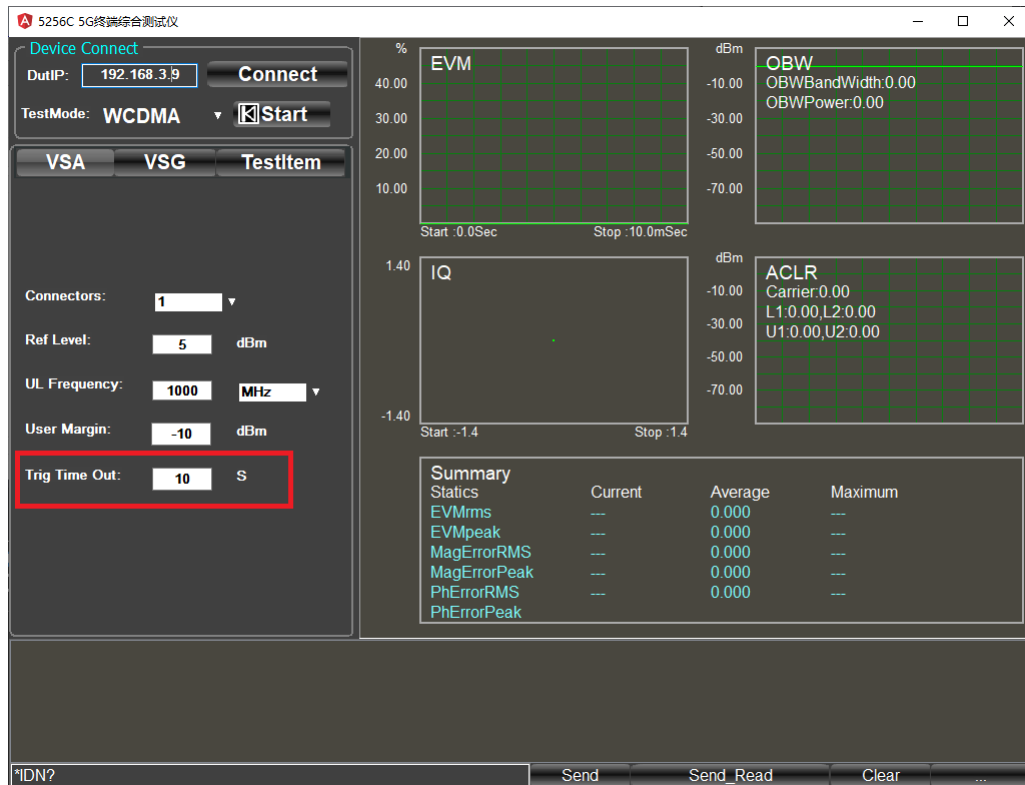 5256C 5G终端综合测试仪
Device Connect
DutIP: 192.168.3.9 Connect
TestMode: WCDMA Start
VSA VSG TestItem
Connectors: 1
Ref Level: 5 dBm
UL Frequency: 1000 MHz
User Margin: -10 dBm
Trig Time Out: 10 S
%
EVM
40.00
30.00
20.00
10.00
Start :0.0Sec Stop :10.0mSec
dBm
OBW
OBWBandWidth:0.00
OBWPower:0.00
-10.00
-30.00
-50.00
-70.00
1.40
IQ
-1.40
Start :-1.4 Stop :1.4
dBm
ACLR
Carrier:0.00
L1:0.00,L2:0.00
U1:0.00,U2:0.00
-10.00
-30.00
-50.00
-70.00
Summary
Statics Current Average Maximum
EVMrms --- 0.000 ---
EVMpeak --- 0.000 ---
MagErrorRMS --- 0.000 ---
MagErrorPeak --- 0.000 ---
PhErrorRMS --- 0.000 ---
PhErrorPeak
*IDN? Send Send_Read Clear ...